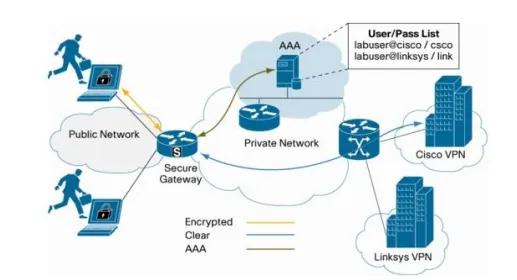 AAA
User/Pass List
labuser@cisco / csco
labuser@linksys / link
Public Network
S
Secure
Gateway
Private Network
Cisco VPN
Linksys VPN
Encrypted
Clear
AAA